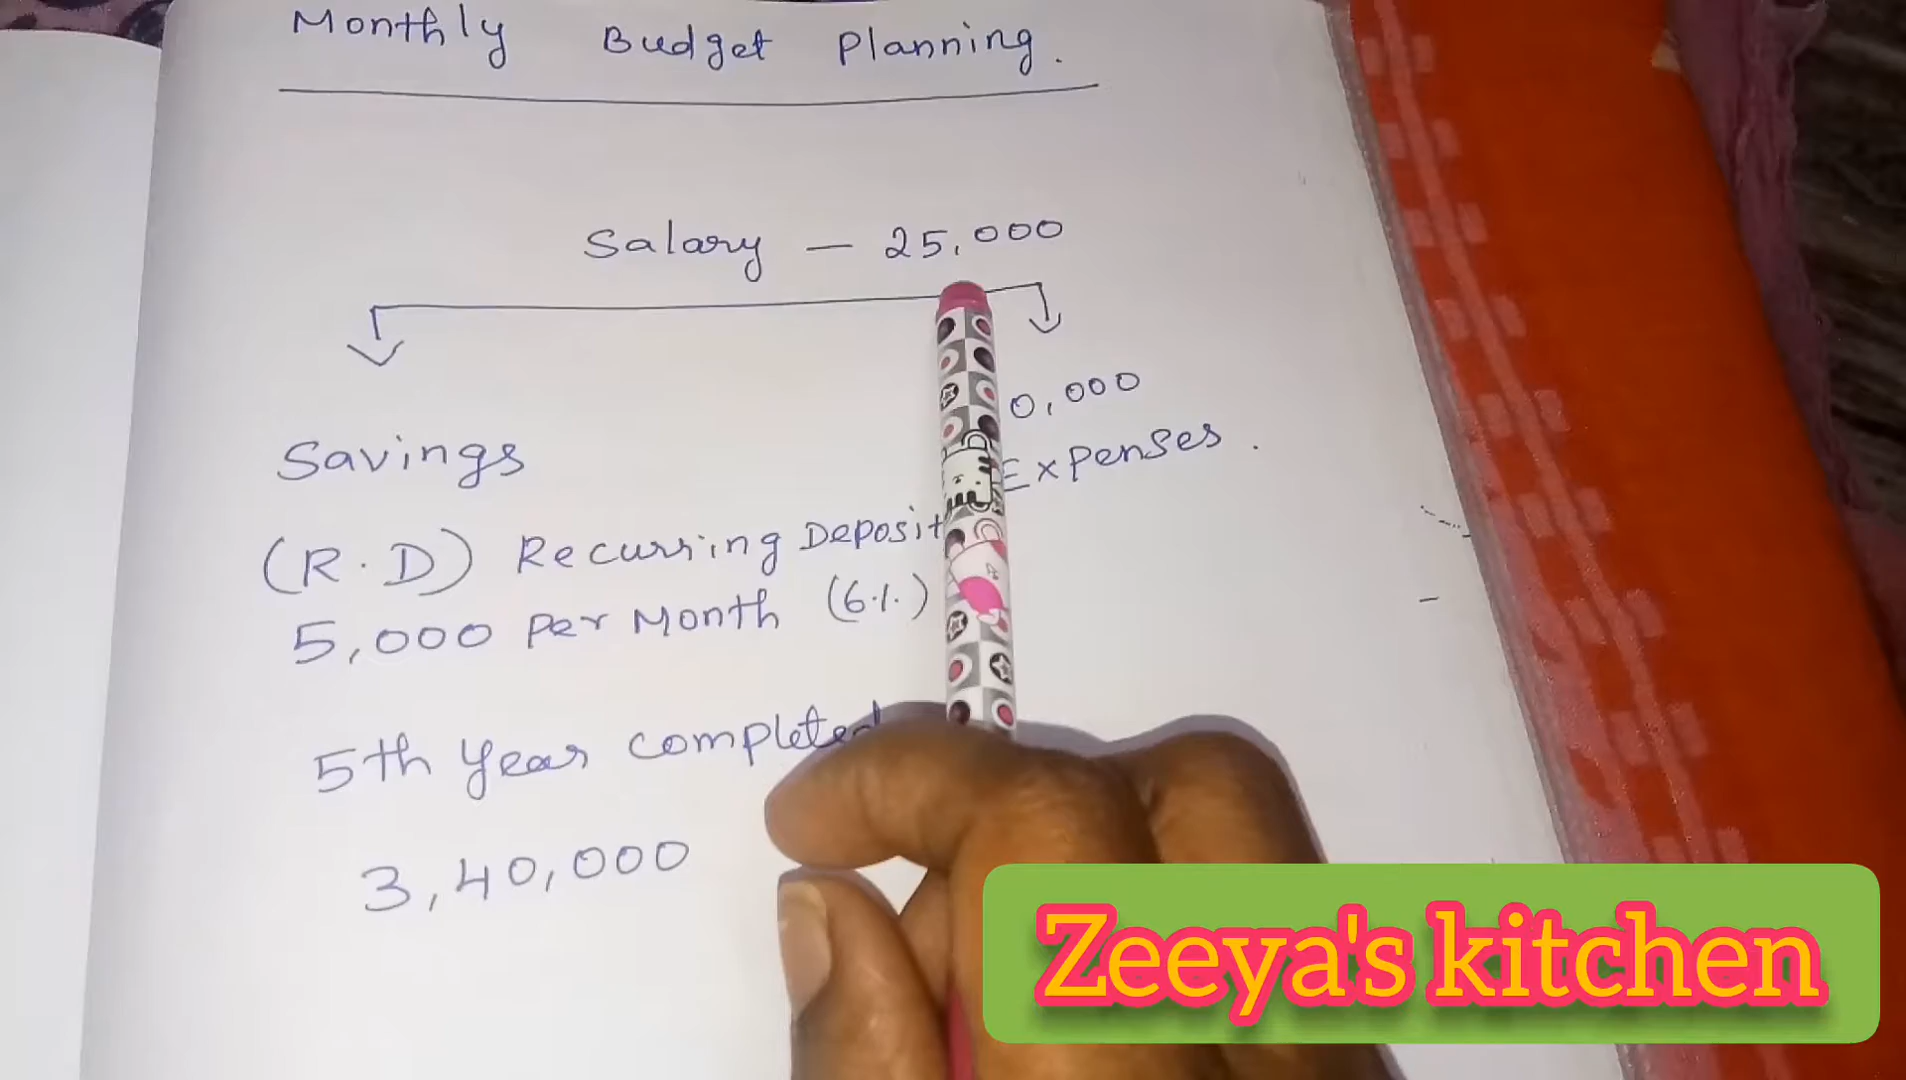 Monthly Budget Planning.
Salary — 25,000
0,000
Savings
Expenses.
(R.D) Recurring Deposit
5,000 Per Month (6%)
5th Year completed
3,40,000
Zeeya's kitchen